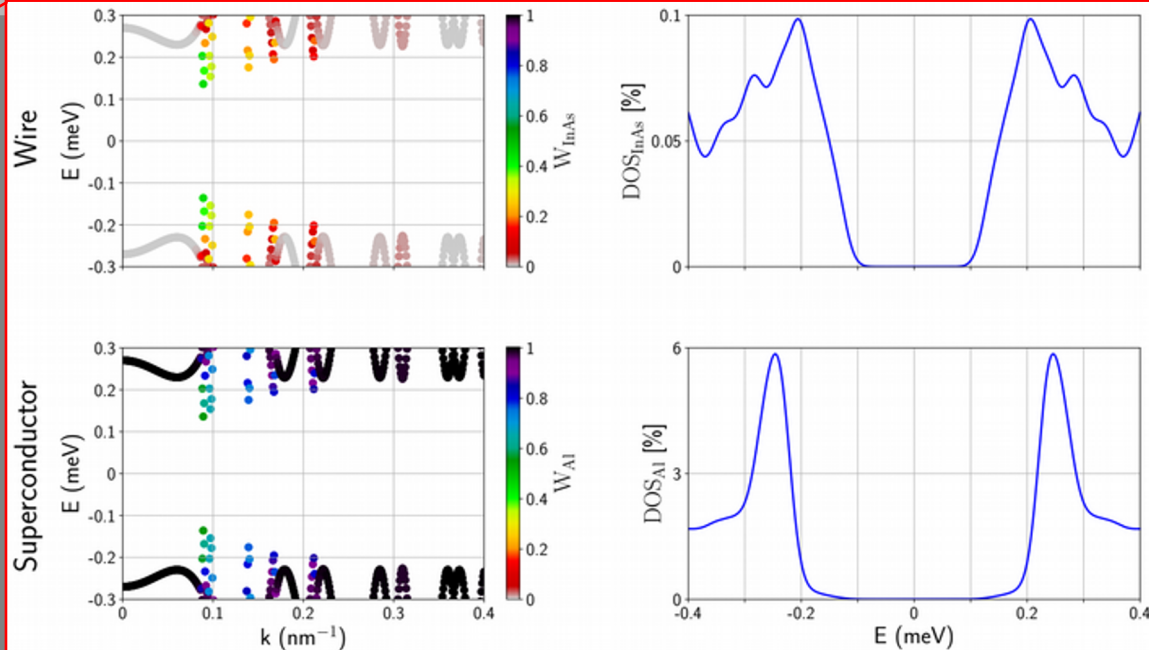 Wire
E (meV)
0.3
0.2
0.1
0
-0.1
-0.2
-0.3
1
0.8
0.6
0.4
0.2
0
W_InAs
DOS_InAs [%]
0.1
0.05
0
Superconductor
E (meV)
0.3
0.2
0.1
0
-0.1
-0.2
-0.3
0 0.1 0.2 0.3 0.4
k (nm⁻¹)
1
0.8
0.6
0.4
0.2
0
W_Al
DOS_Al [%]
6
3
0
-0.4 -0.2 0 0.2 0.4
E (meV)